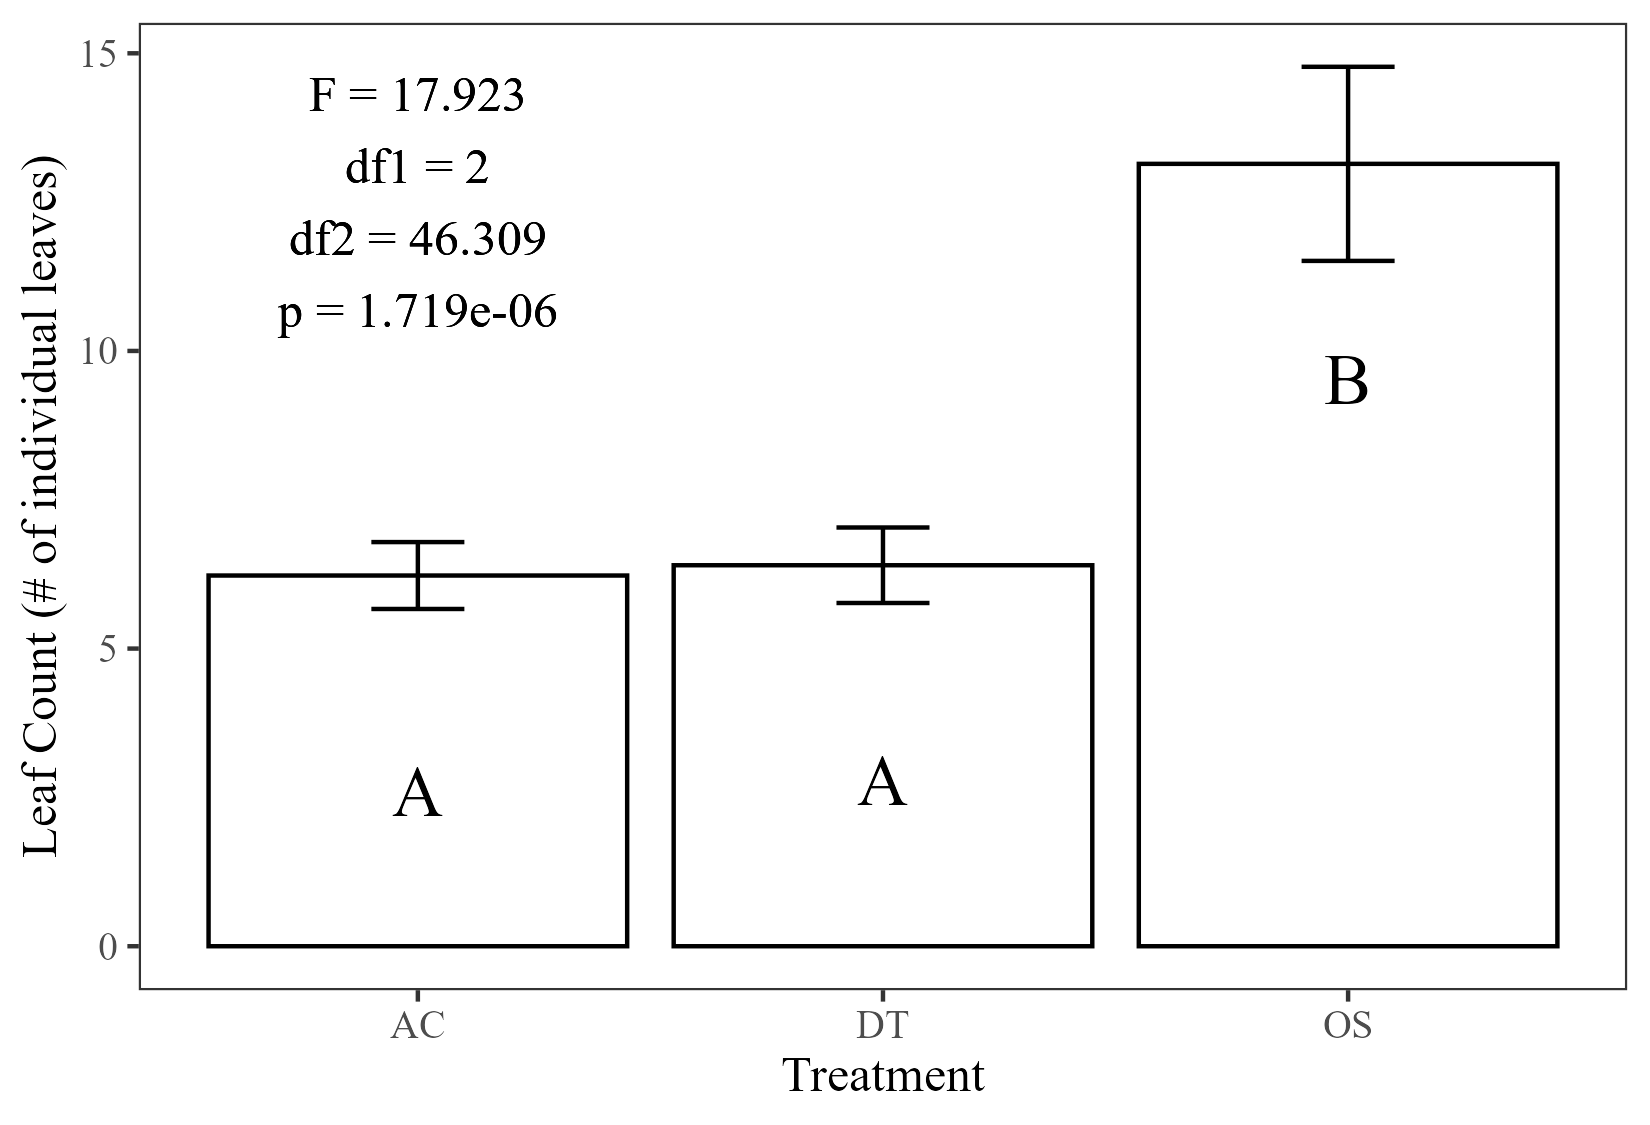 15
F = 17.923
df1 = 2
df2 = 46.309
p = 1.719e-06
10
B
5
A
A
0
Leaf Count (# of individual leaves)
AC
DT
OS
Treatment